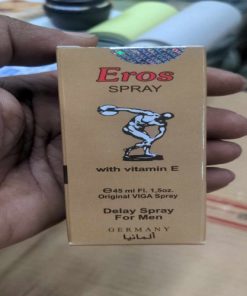 Eros
SPRAY
with vitamin E
℮45 ml Fl. 1,5oz.
Original VIGA Spray
Delay Spray
For Men
GERMANY
ألمانيا